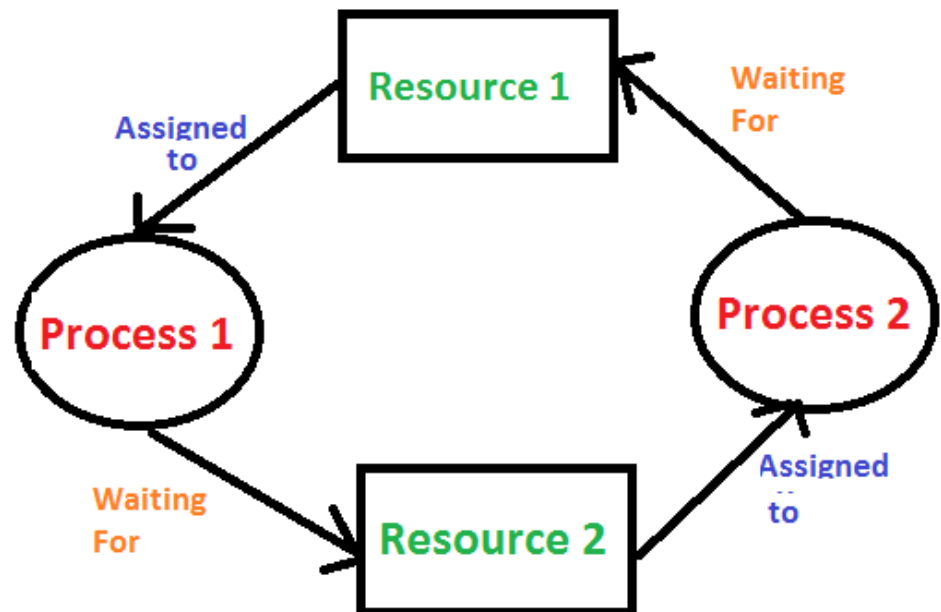 Resource 1
Waiting
For
Assigned
to
Process 1
Process 2
Assigned
to
Waiting
For
Resource 2